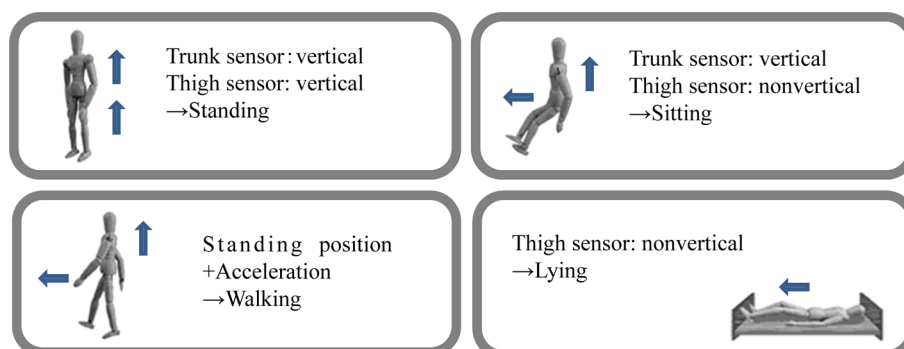 Trunk sensor: vertical
Thigh sensor: vertical
→Standing
Trunk sensor: vertical
Thigh sensor: nonvertical
→Sitting
Standing position
+Acceleration
→Walking
Thigh sensor: nonvertical
→Lying